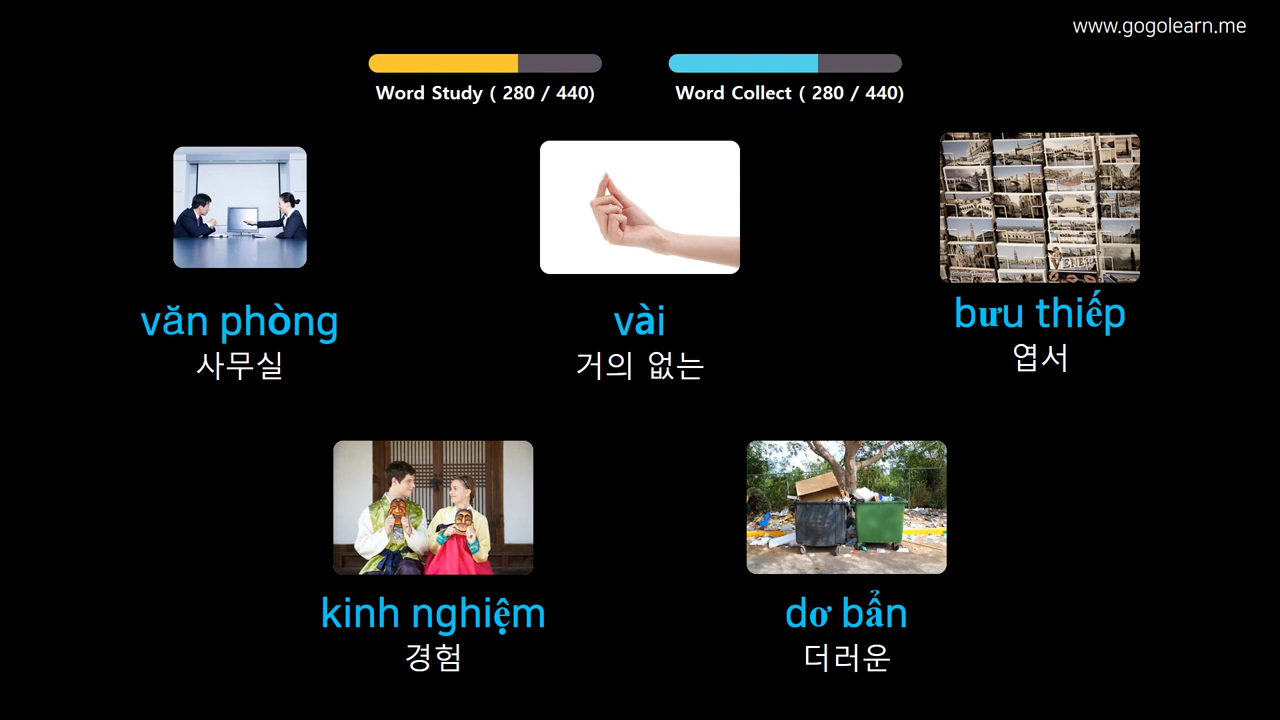 www.gogolearn.me
Word Study ( 280 / 440)
Word Collect ( 280 / 440)
văn phòng
사무실
vài
거의 없는
bưu thiếp
엽서
kinh nghiệm
경험
dơ bẩn
더러운